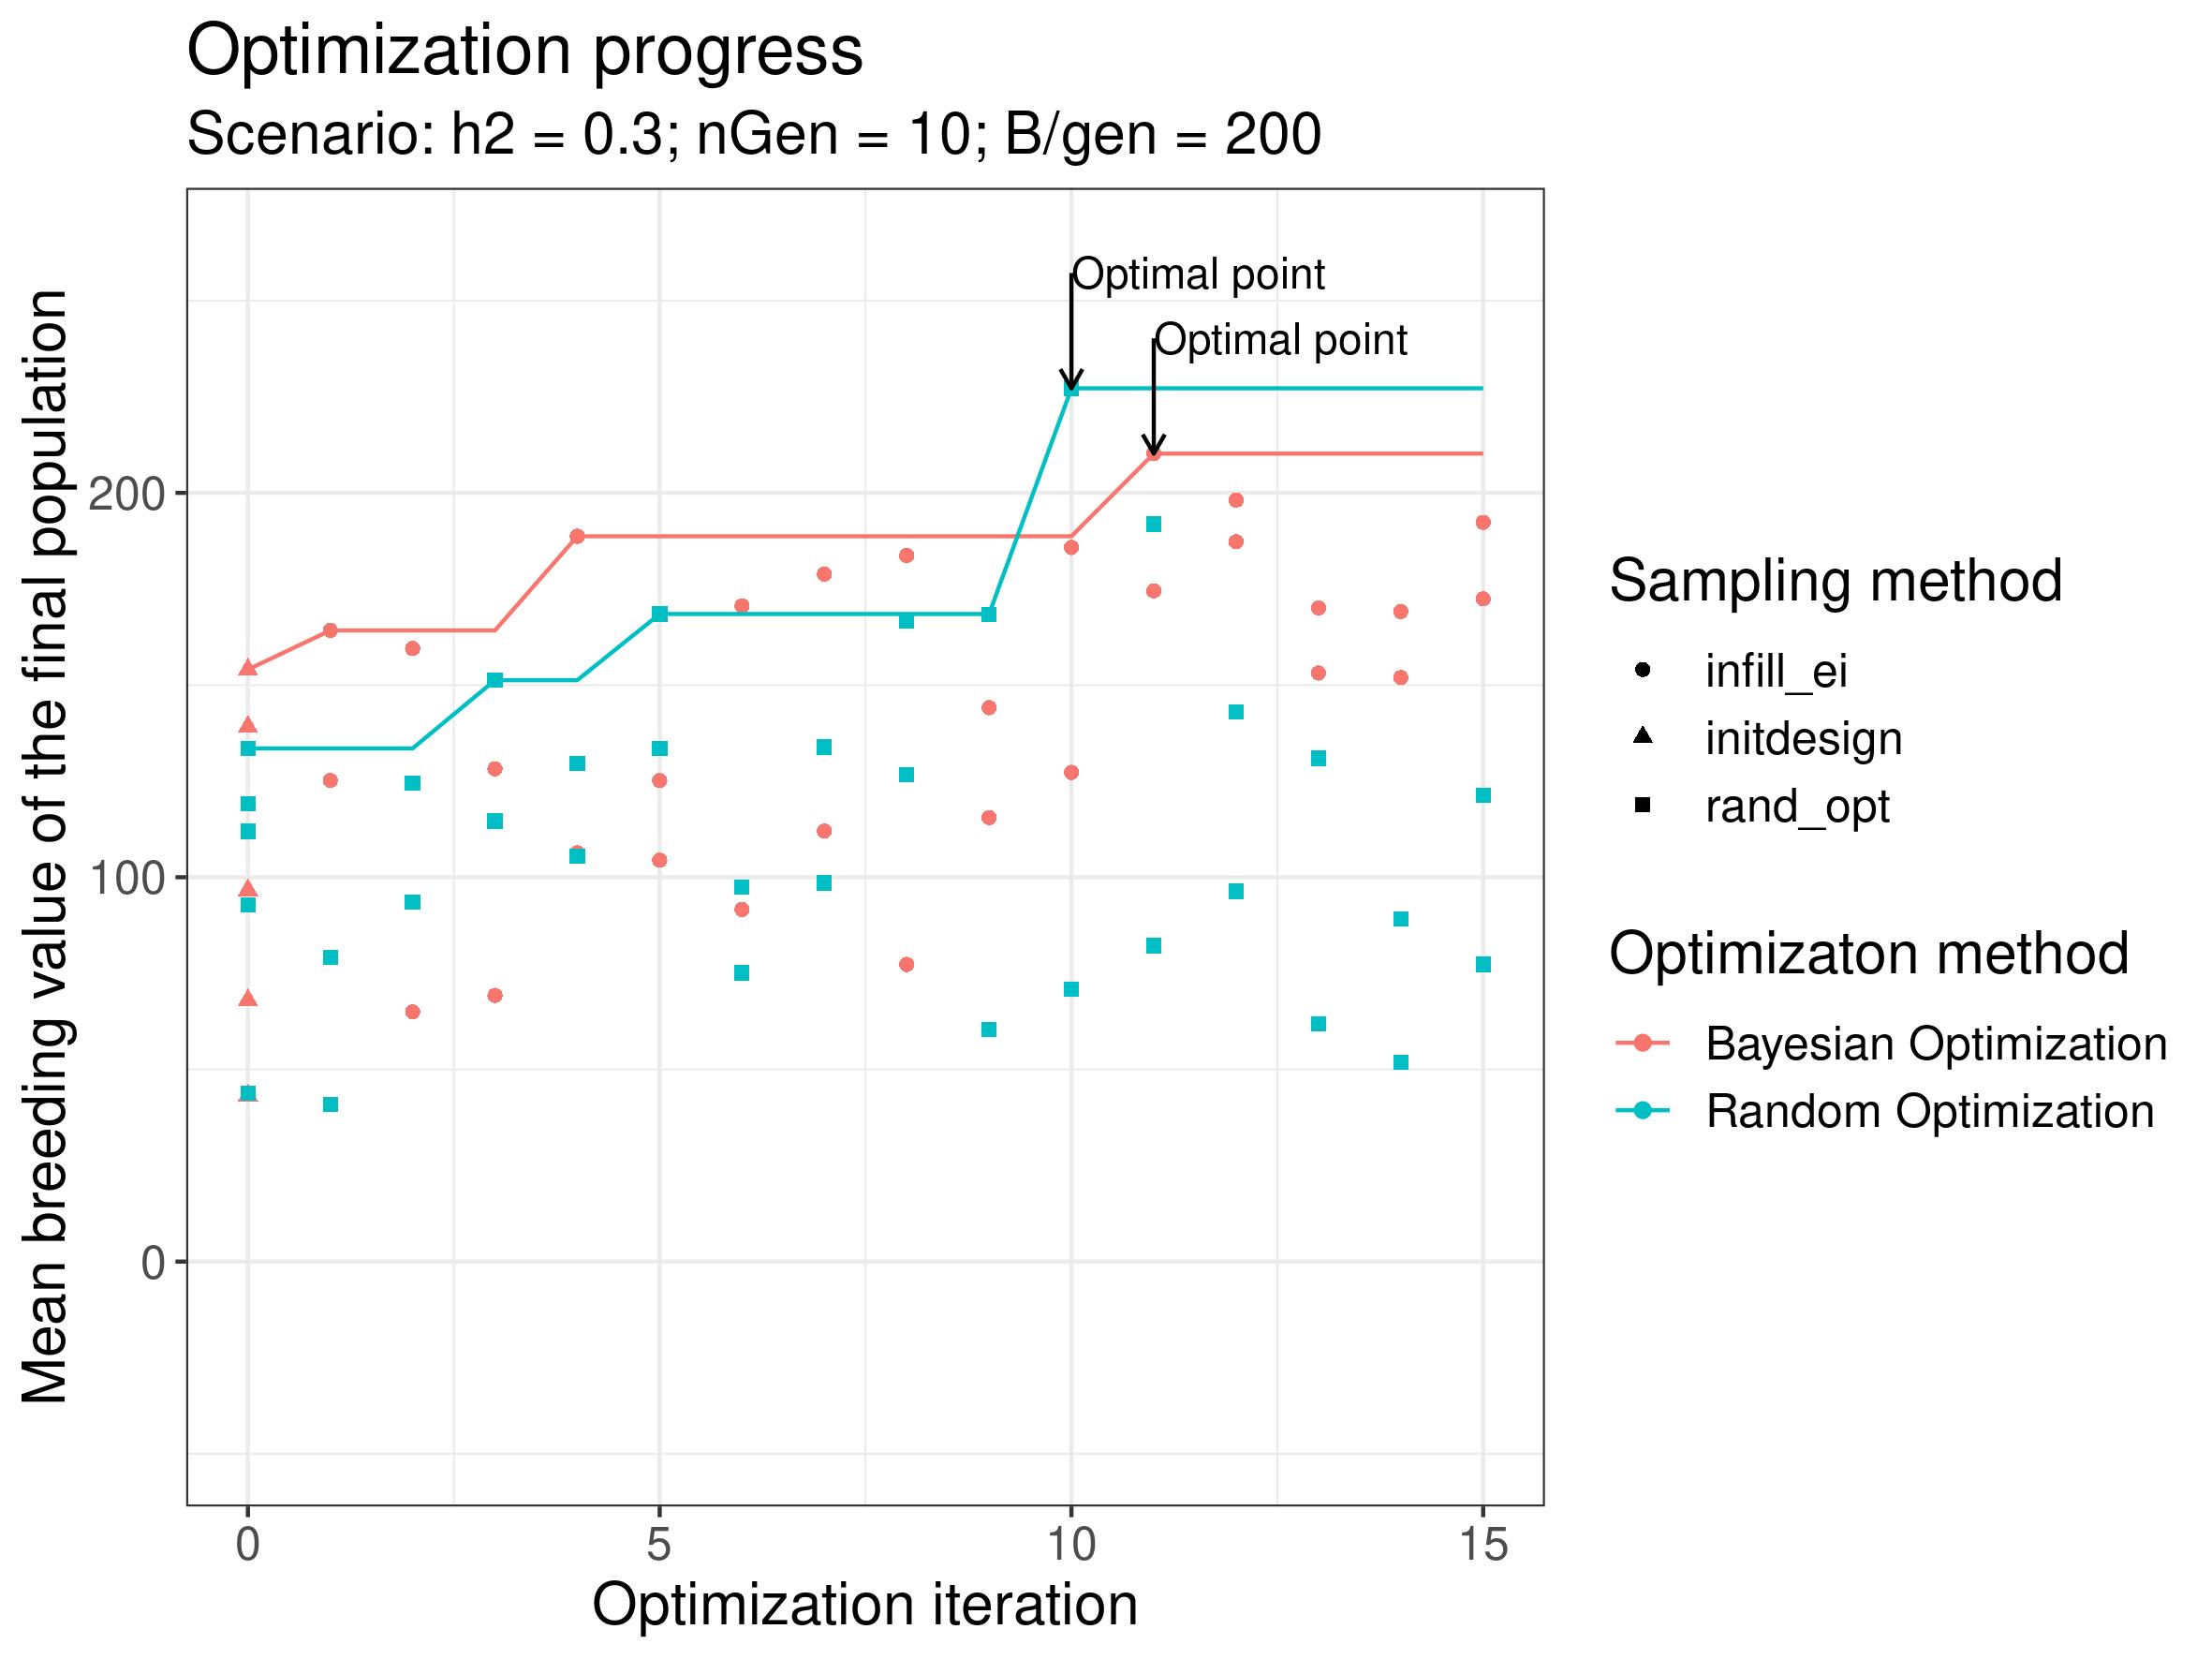 Optimization progress
Scenario: h2 = 0.3; nGen = 10; B/gen = 200
Mean breeding value of the final population
200
100
0
Optimal point
Optimal point
0
5
10
15
Optimization iteration
Sampling method
infill_ei
initdesign
rand_opt
Optimizaton method
Bayesian Optimization
Random Optimization